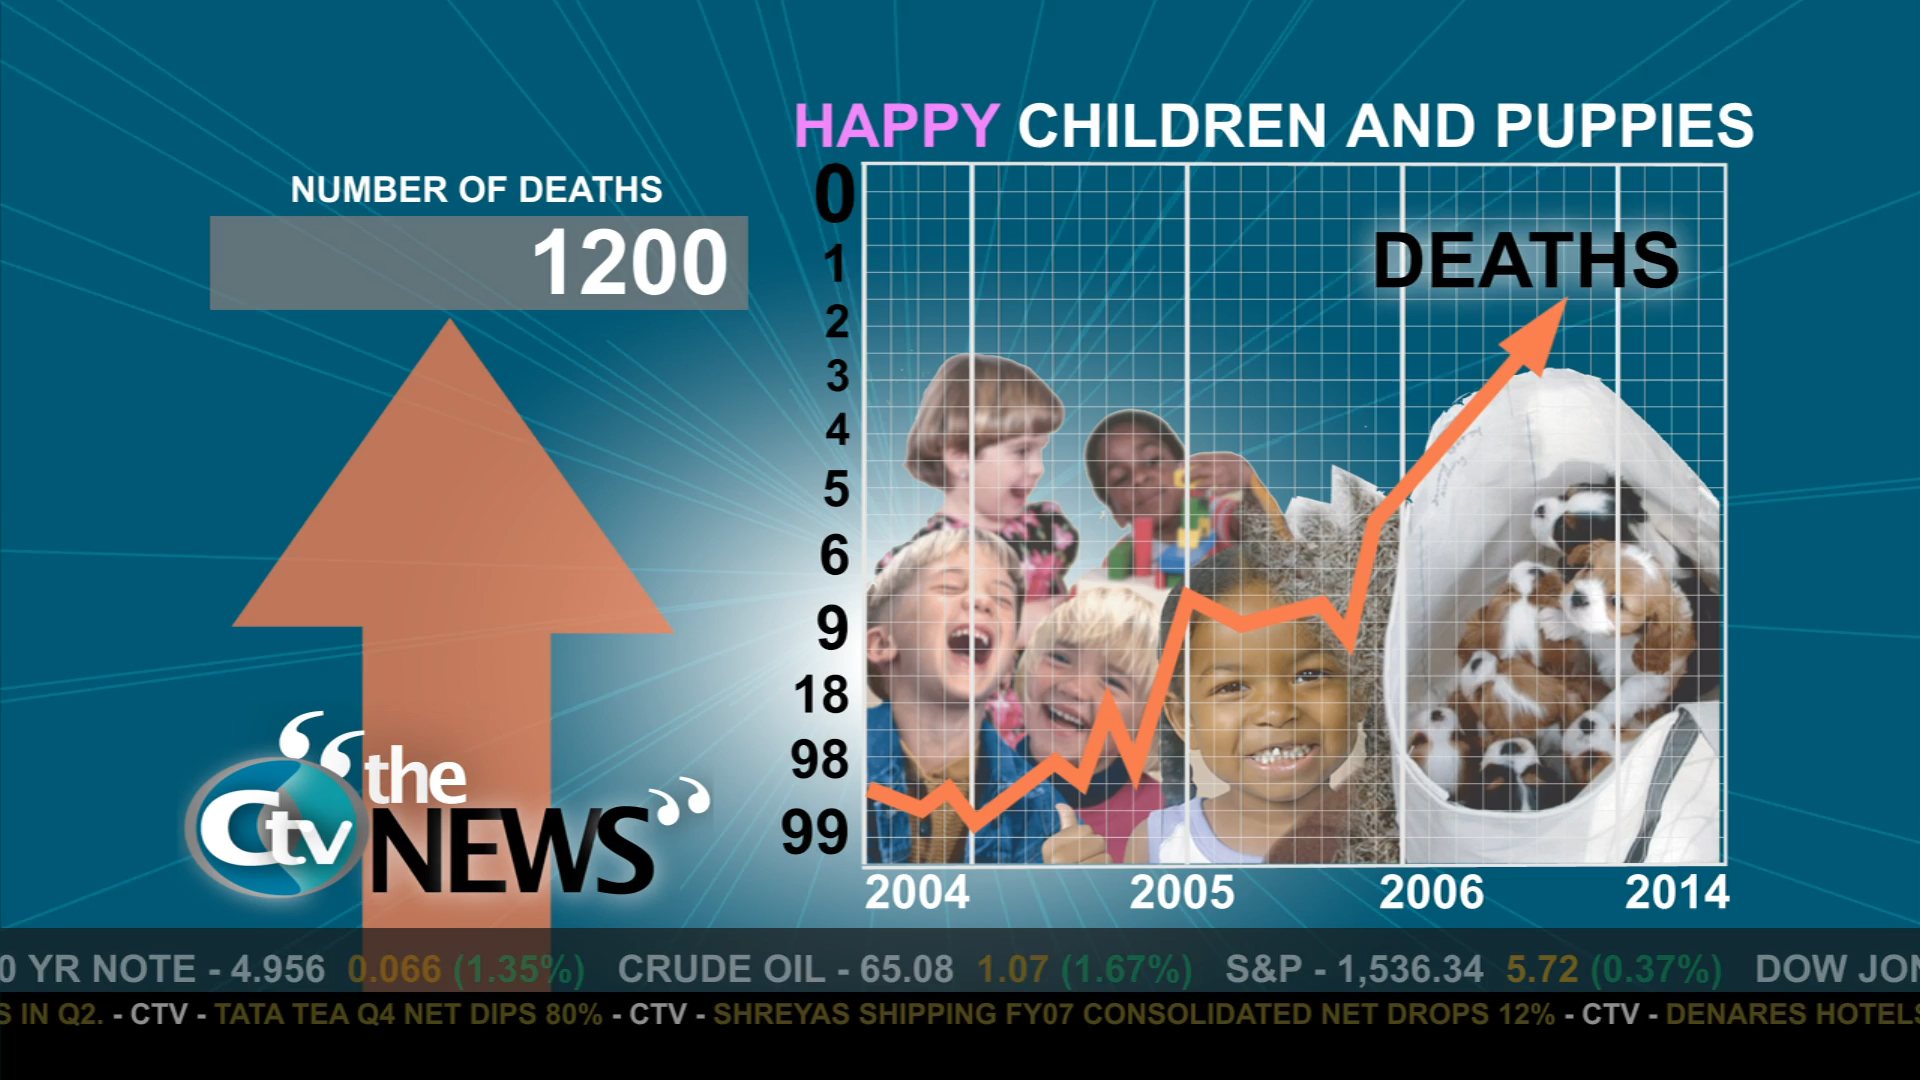 HAPPY CHILDREN AND PUPPIES
NUMBER OF DEATHS
1200
0
1
2
3
4
5
6
9
18
98
99
DEATHS
2004 2005 2006 2014
Ctv “the NEWS”
0 YR NOTE - 4.956 0.066 (1.35%) CRUDE OIL - 65.08 1.07 (1.67%) S&P - 1,536.34 5.72 (0.37%) DOW JON
S IN Q2. - CTV - TATA TEA Q4 NET DIPS 80% - CTV - SHREYAS SHIPPING FY07 CONSOLIDATED NET DROPS 12% - CTV - DENARES HOTELS